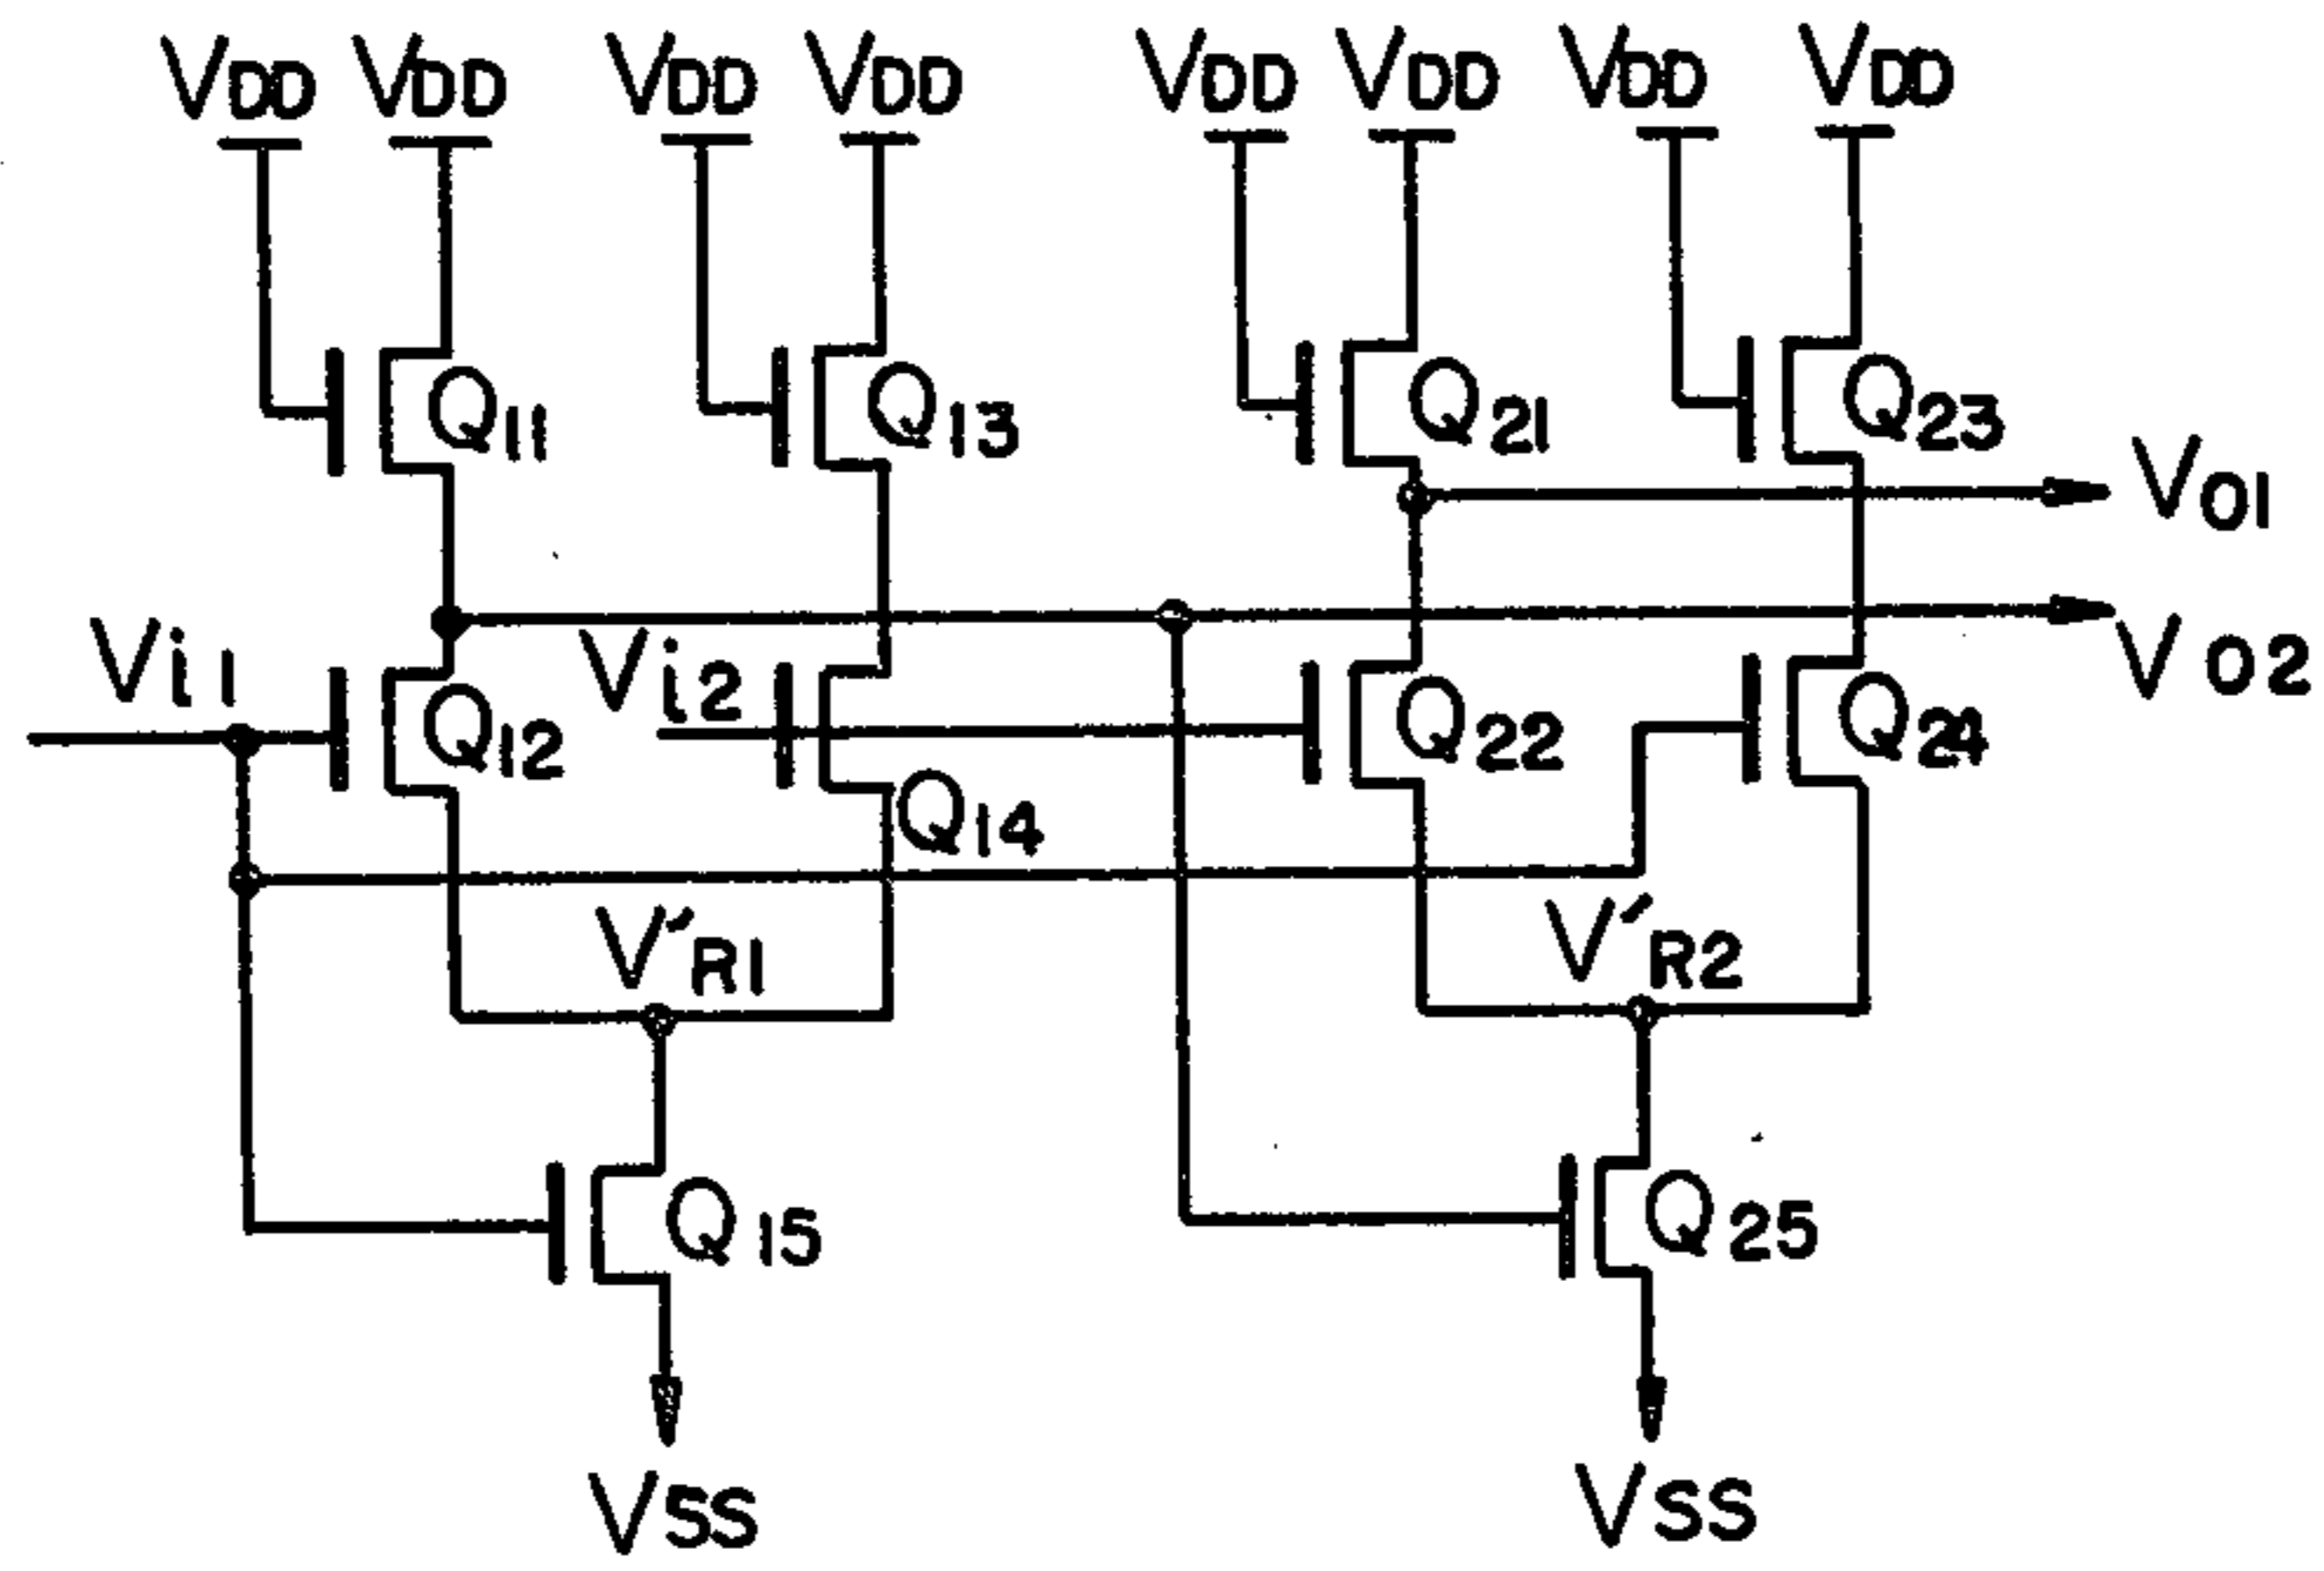 VDD VDD VDD VDD VDD VDD VDD VDD
Q11 Q13 Q21 Q23
VO1
Vi1 Vi2 VO2
Q12 Q22 Q24
Q14
V'R1 V'R2
Q15 Q25
VSS VSS